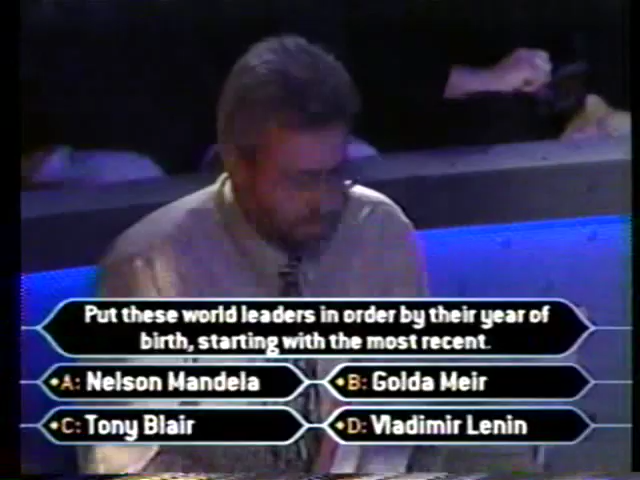 Put these world leaders in order by their year of
birth, starting with the most recent.
A: Nelson Mandela
B: Golda Meir
C: Tony Blair
D: Vladimir Lenin